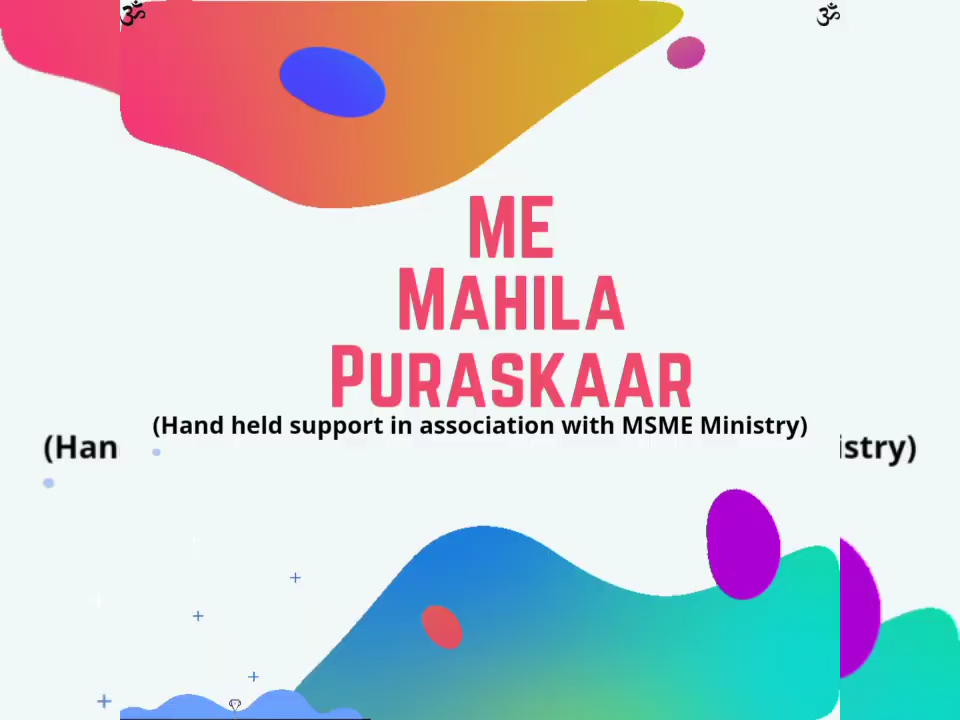 ॐ ॐ
ME
MAHILA
PURASKAAR
(Hand held support in association with MSME Ministry)
(Han istry)